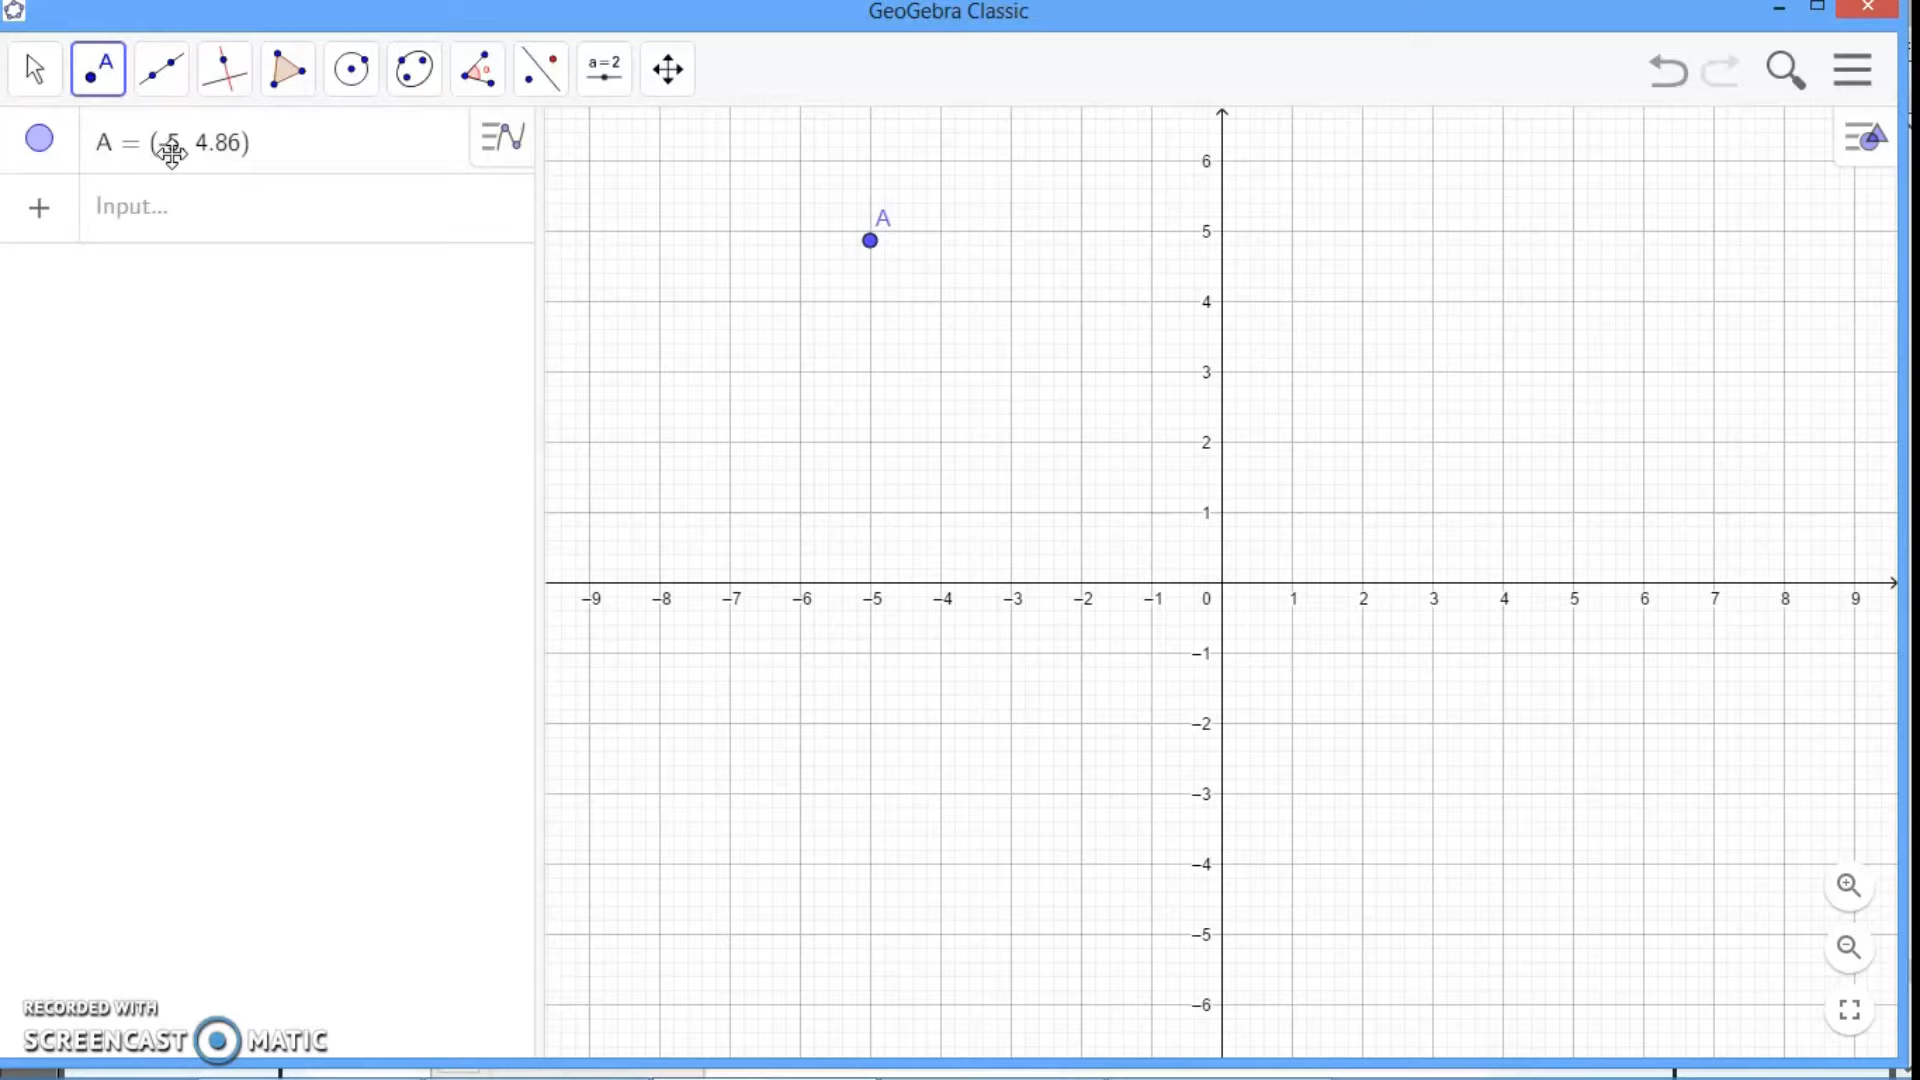 GeoGebra Classic
A
a=2
A = (-5, 4.86)
Input...
A
6
5
4
3
2
1
−9 −8 −7 −6 −5 −4 −3 −2 −1 0 1 2 3 4 5 6 7 8 9
−1
−2
−3
−4
−5
−6
RECORDED WITH
SCREENCAST MATIC